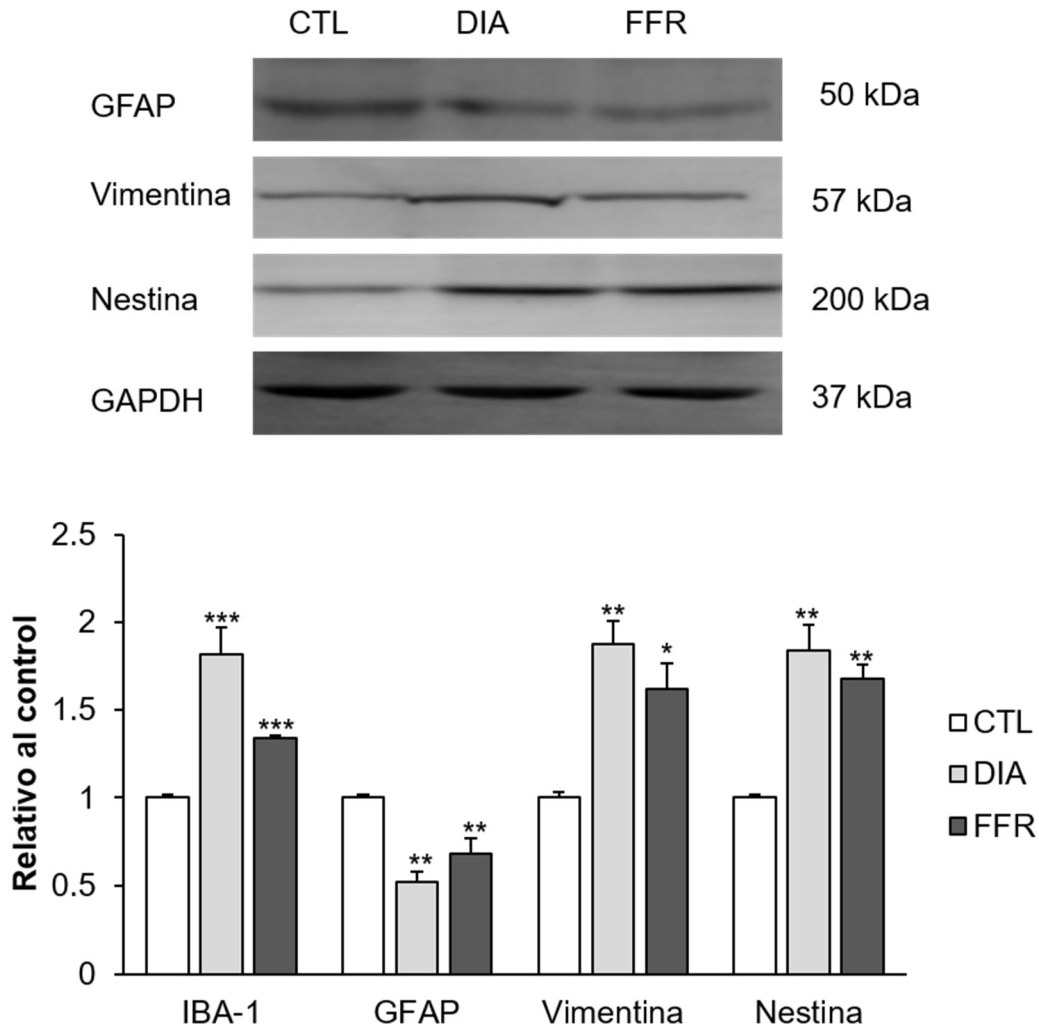 CTL DIA FFR
GFAP 50 kDa
Vimentina 57 kDa
Nestina 200 kDa
GAPDH 37 kDa
2.5
2
1.5
1
0.5
0
Relativo al control
*** ***
** **
** *
** **
IBA-1 GFAP Vimentina Nestina
CTL
DIA
FFR